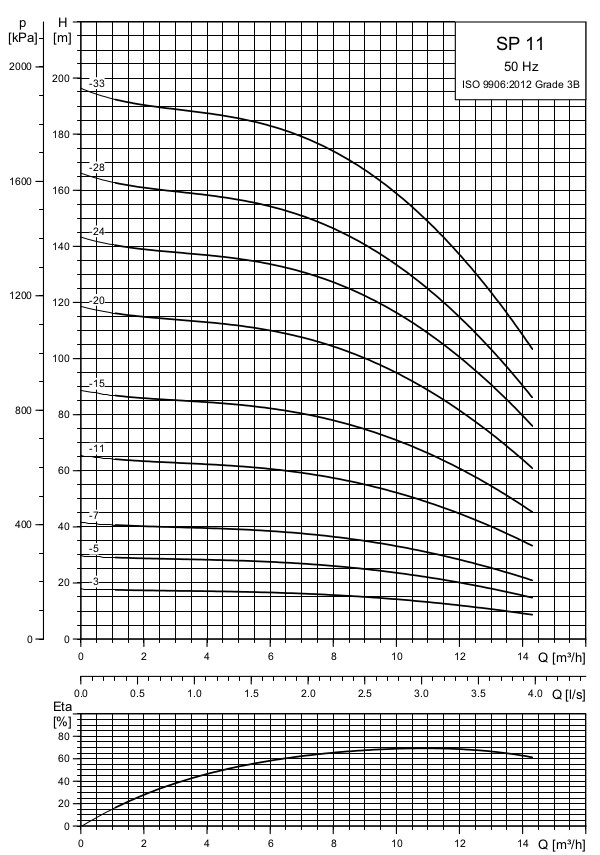 p
[kPa]
H
[m]
SP 11
50 Hz
ISO 9906:2012 Grade 3B
2000
1600
1200
800
400
0
200
180
160
140
120
100
80
60
40
20
0
-33
-28
24
-20
-15
-11
-7
-5
3
0 2 4 6 8 10 12 14 Q [m³/h]
0.0 0.5 1.0 1.5 2.0 2.5 3.0 3.5 4.0 Q [l/s]
Eta
[%]
80
60
40
20
0
0 2 4 6 8 10 12 14 Q [m³/h]